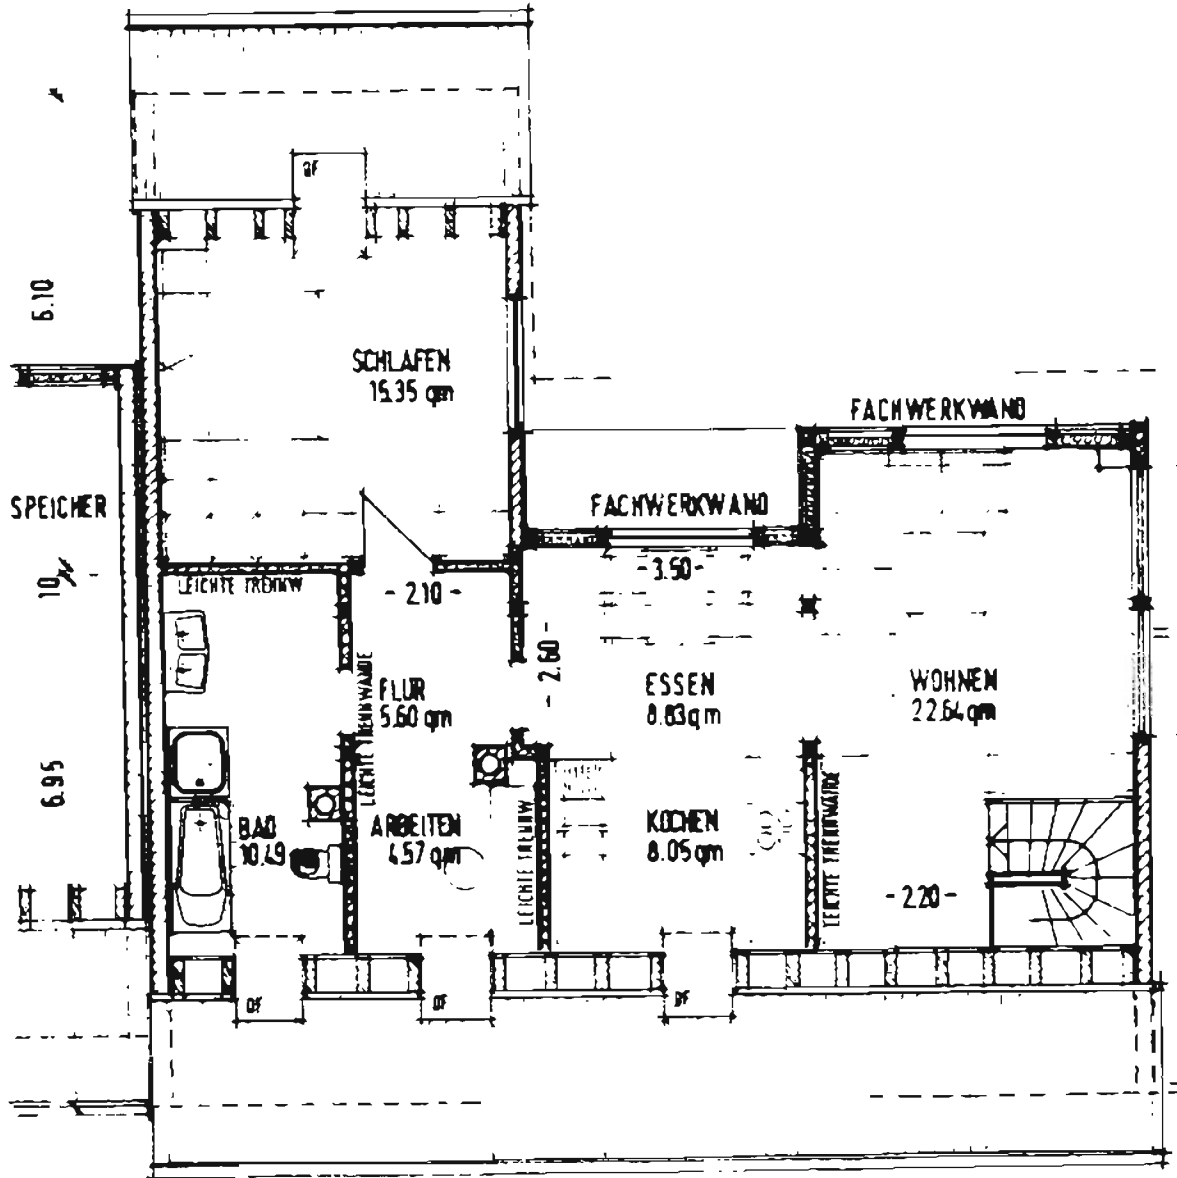 DF
6.10
SCHLAFEN
15.35 qm
FACHWERKWAND
SPEICHER
FACHWERKWAND
10
LEICHTE TRENNW
- 2.10 -
- 3.50 -
- 2.60 -
LEICHTE TRENNWÄNDE
FLUR
5.60 qm
ESSEN
8.83 qm
WOHNEN
22.64 qm
6.95
BAD
10.49
ARBEITEN
4.57 qm
LEICHTE TRENNW
KOCHEN
8.05 qm
LEICHTE TRENNWÄNDE
- 2.20 -
DF
DF
DF